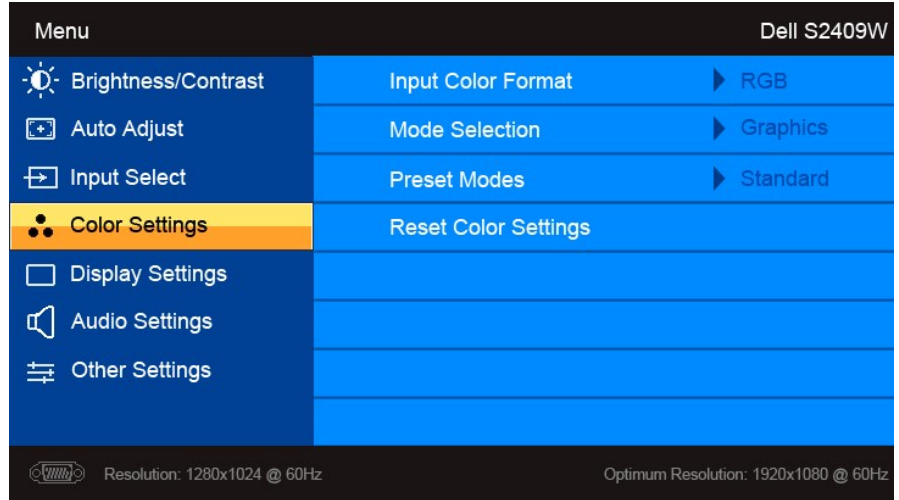 Menu Dell S2409W
Brightness/Contrast Input Color Format RGB
Auto Adjust Mode Selection Graphics
Input Select Preset Modes Standard
Color Settings Reset Color Settings
Display Settings
Audio Settings
Other Settings
Resolution: 1280x1024 @ 60Hz Optimum Resolution: 1920x1080 @ 60Hz